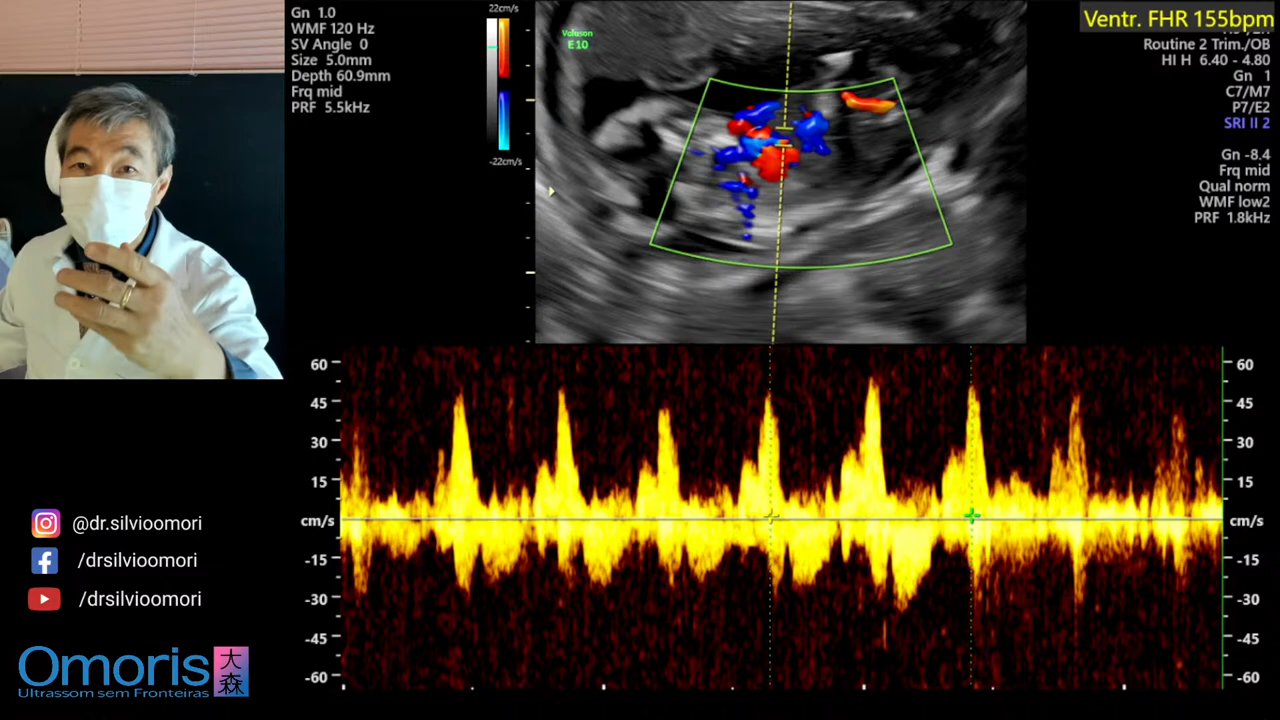 Gn 1.0
WMF 120 Hz
SV Angle 0
Size 5.0mm
Depth 60.9mm
Frq mid
PRF 5.5kHz
22cm/s
-22cm/s
Voluson
E10
Ventr. FHR 155bpm
Routine 2 Trim./OB
HI H 6.40 - 4.80
Gn 1
C7/M7
P7/E2
SRI II 2
Gn -8.4
Frq mid
Qual norm
WMF low2
PRF 1.8kHz
60
45
30
15
cm/s
-15
-30
-45
-60
60
45
30
15
cm/s
-15
-30
-45
-60
@dr.silvioomori
/drsilvioomori
/drsilvioomori
Omoris 大森
Ultrassom sem Fronteiras